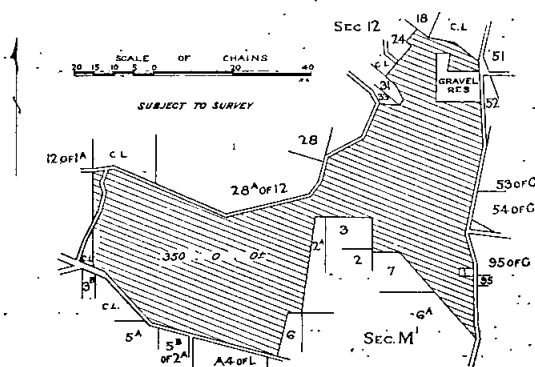 SEC 12
18
C.L
24
51
SCALE OF CHAINS
20 15 10 5 0 20 40
C.L
31
33
GRAVEL
RES
52
SUBJECT TO SURVEY
28
12 OF 1A
C L
28A OF 12
53 OF G
54 OF G
3
2A
350 · 0 · 0F
2
7
95 OF G
95
C.L
3B
C.L.
6A
6
SEC. M'
5A
5B
OF 2A
A4 OF L